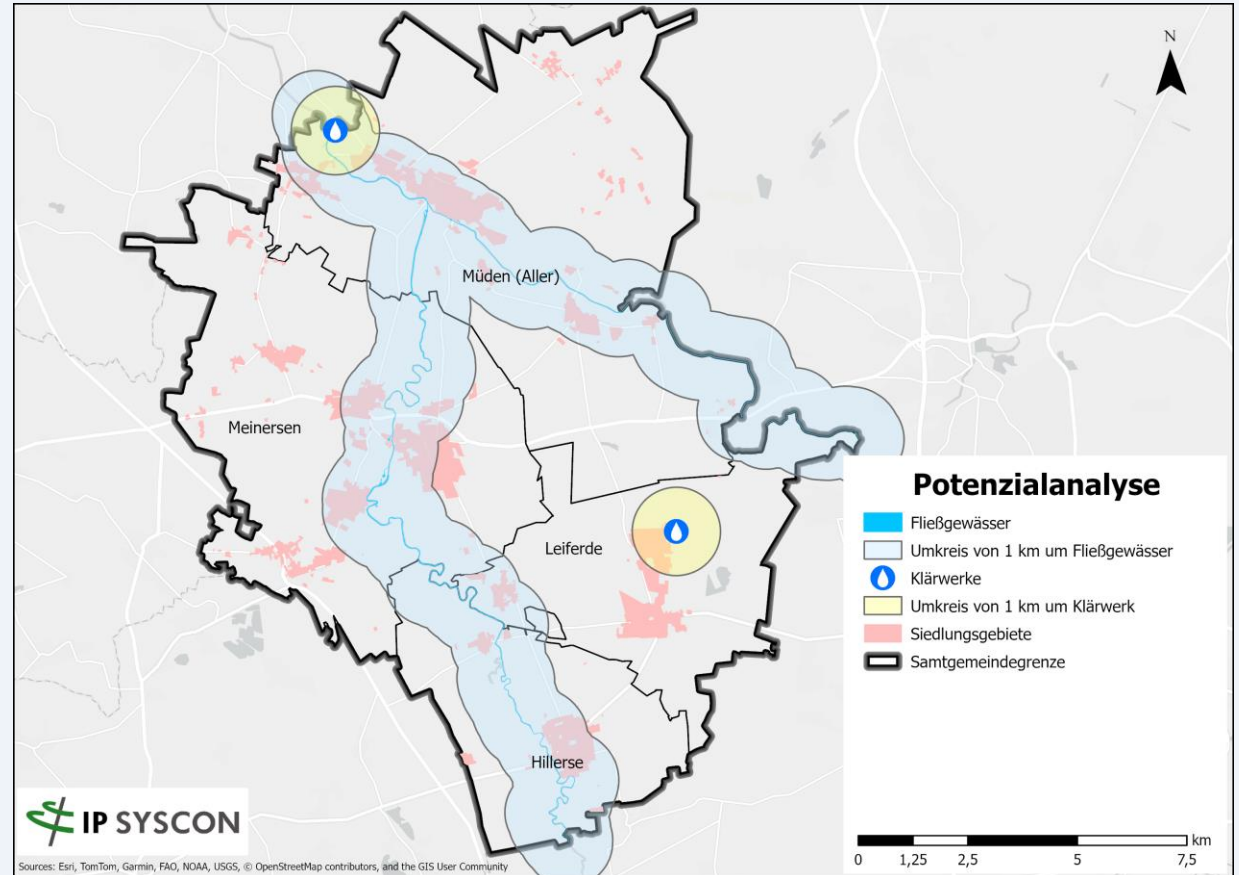 N
Müden (Aller)
Meinersen
Leiferde
Hillerse
Potenzialanalyse
Fließgewässer
Umkreis von 1 km um Fließgewässer
Klärwerke
Umkreis von 1 km um Klärwerk
Siedlungsgebiete
Samtgemeindegrenze
km
0 1,25 2,5 5 7,5
IP SYSCON
Sources: Esri, TomTom, Garmin, FAO, NOAA, USGS, © OpenStreetMap contributors, and the GIS User Community